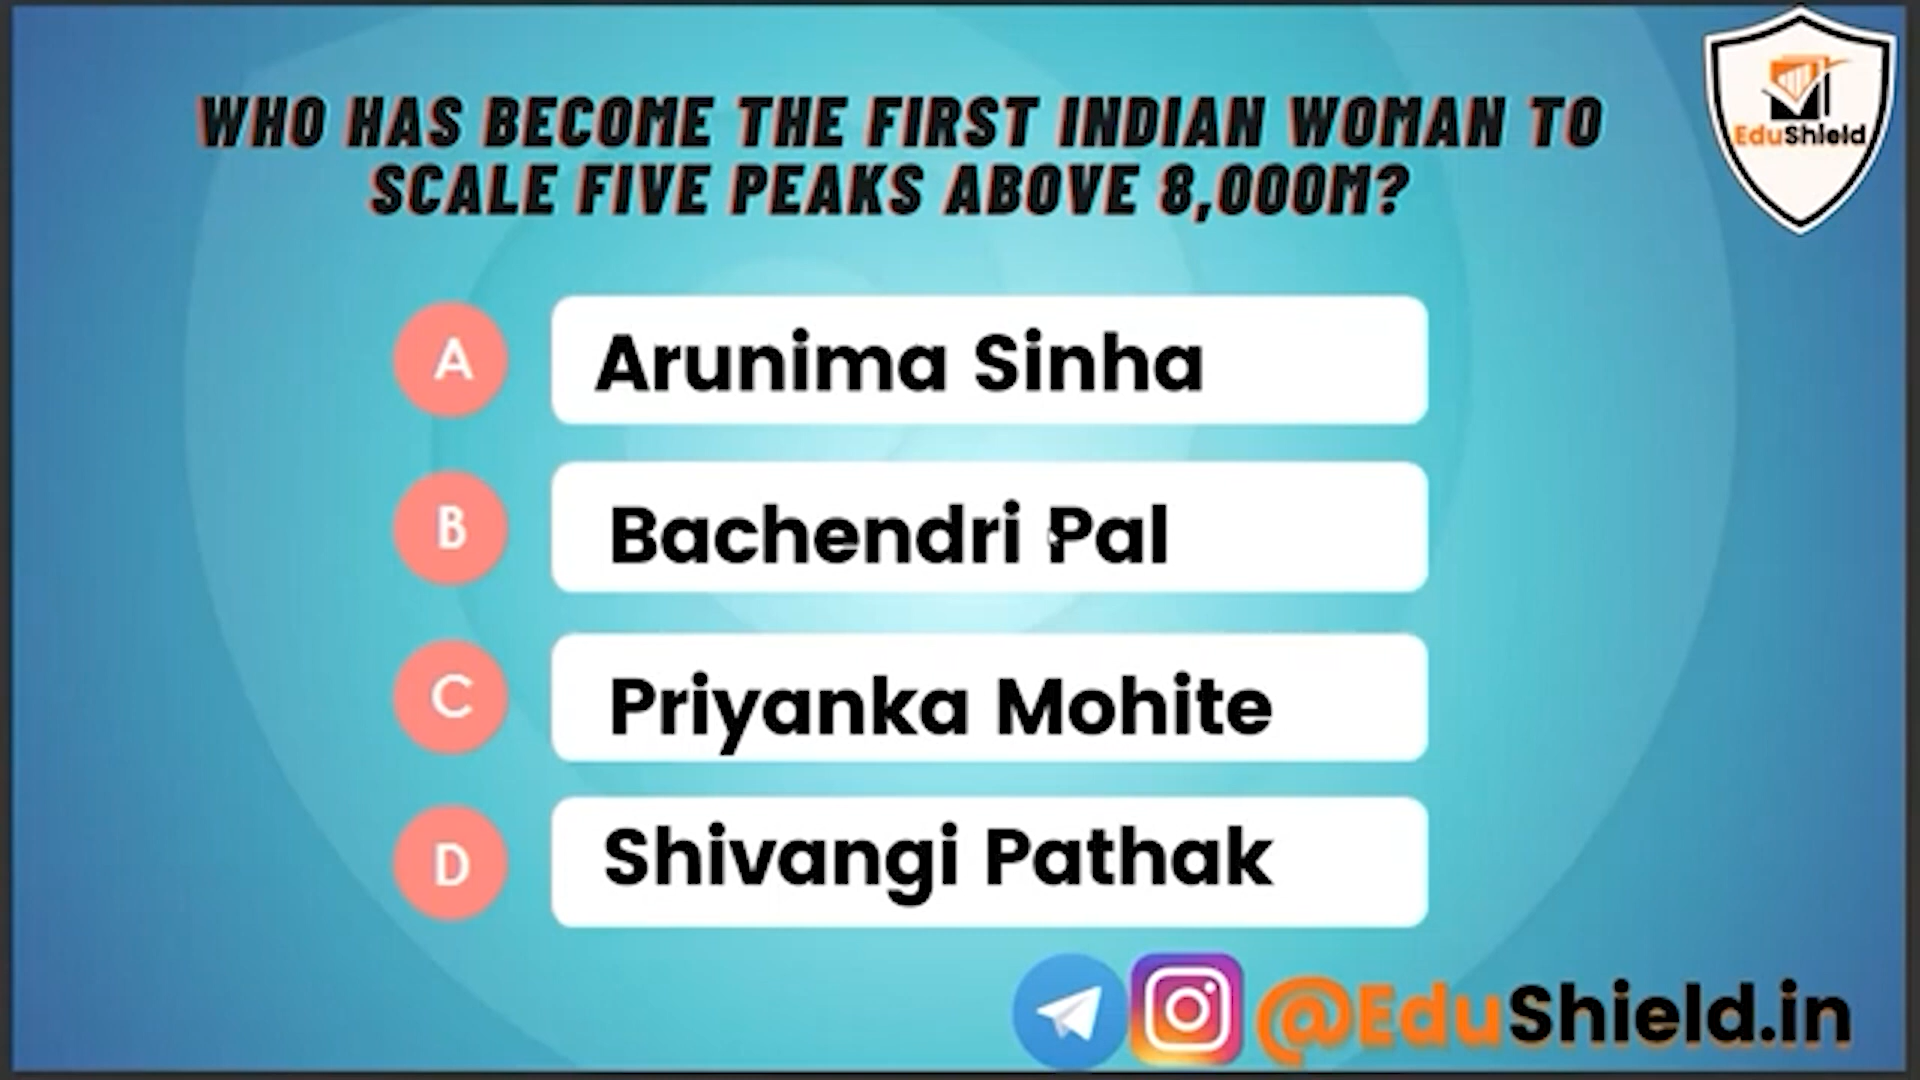 WHO HAS BECOME THE FIRST INDIAN WOMAN TO
SCALE FIVE PEAKS ABOVE 8,000M?
EduShield
A Arunima Sinha
B Bachendri Pal
C Priyanka Mohite
D Shivangi Pathak
@EduShield.in